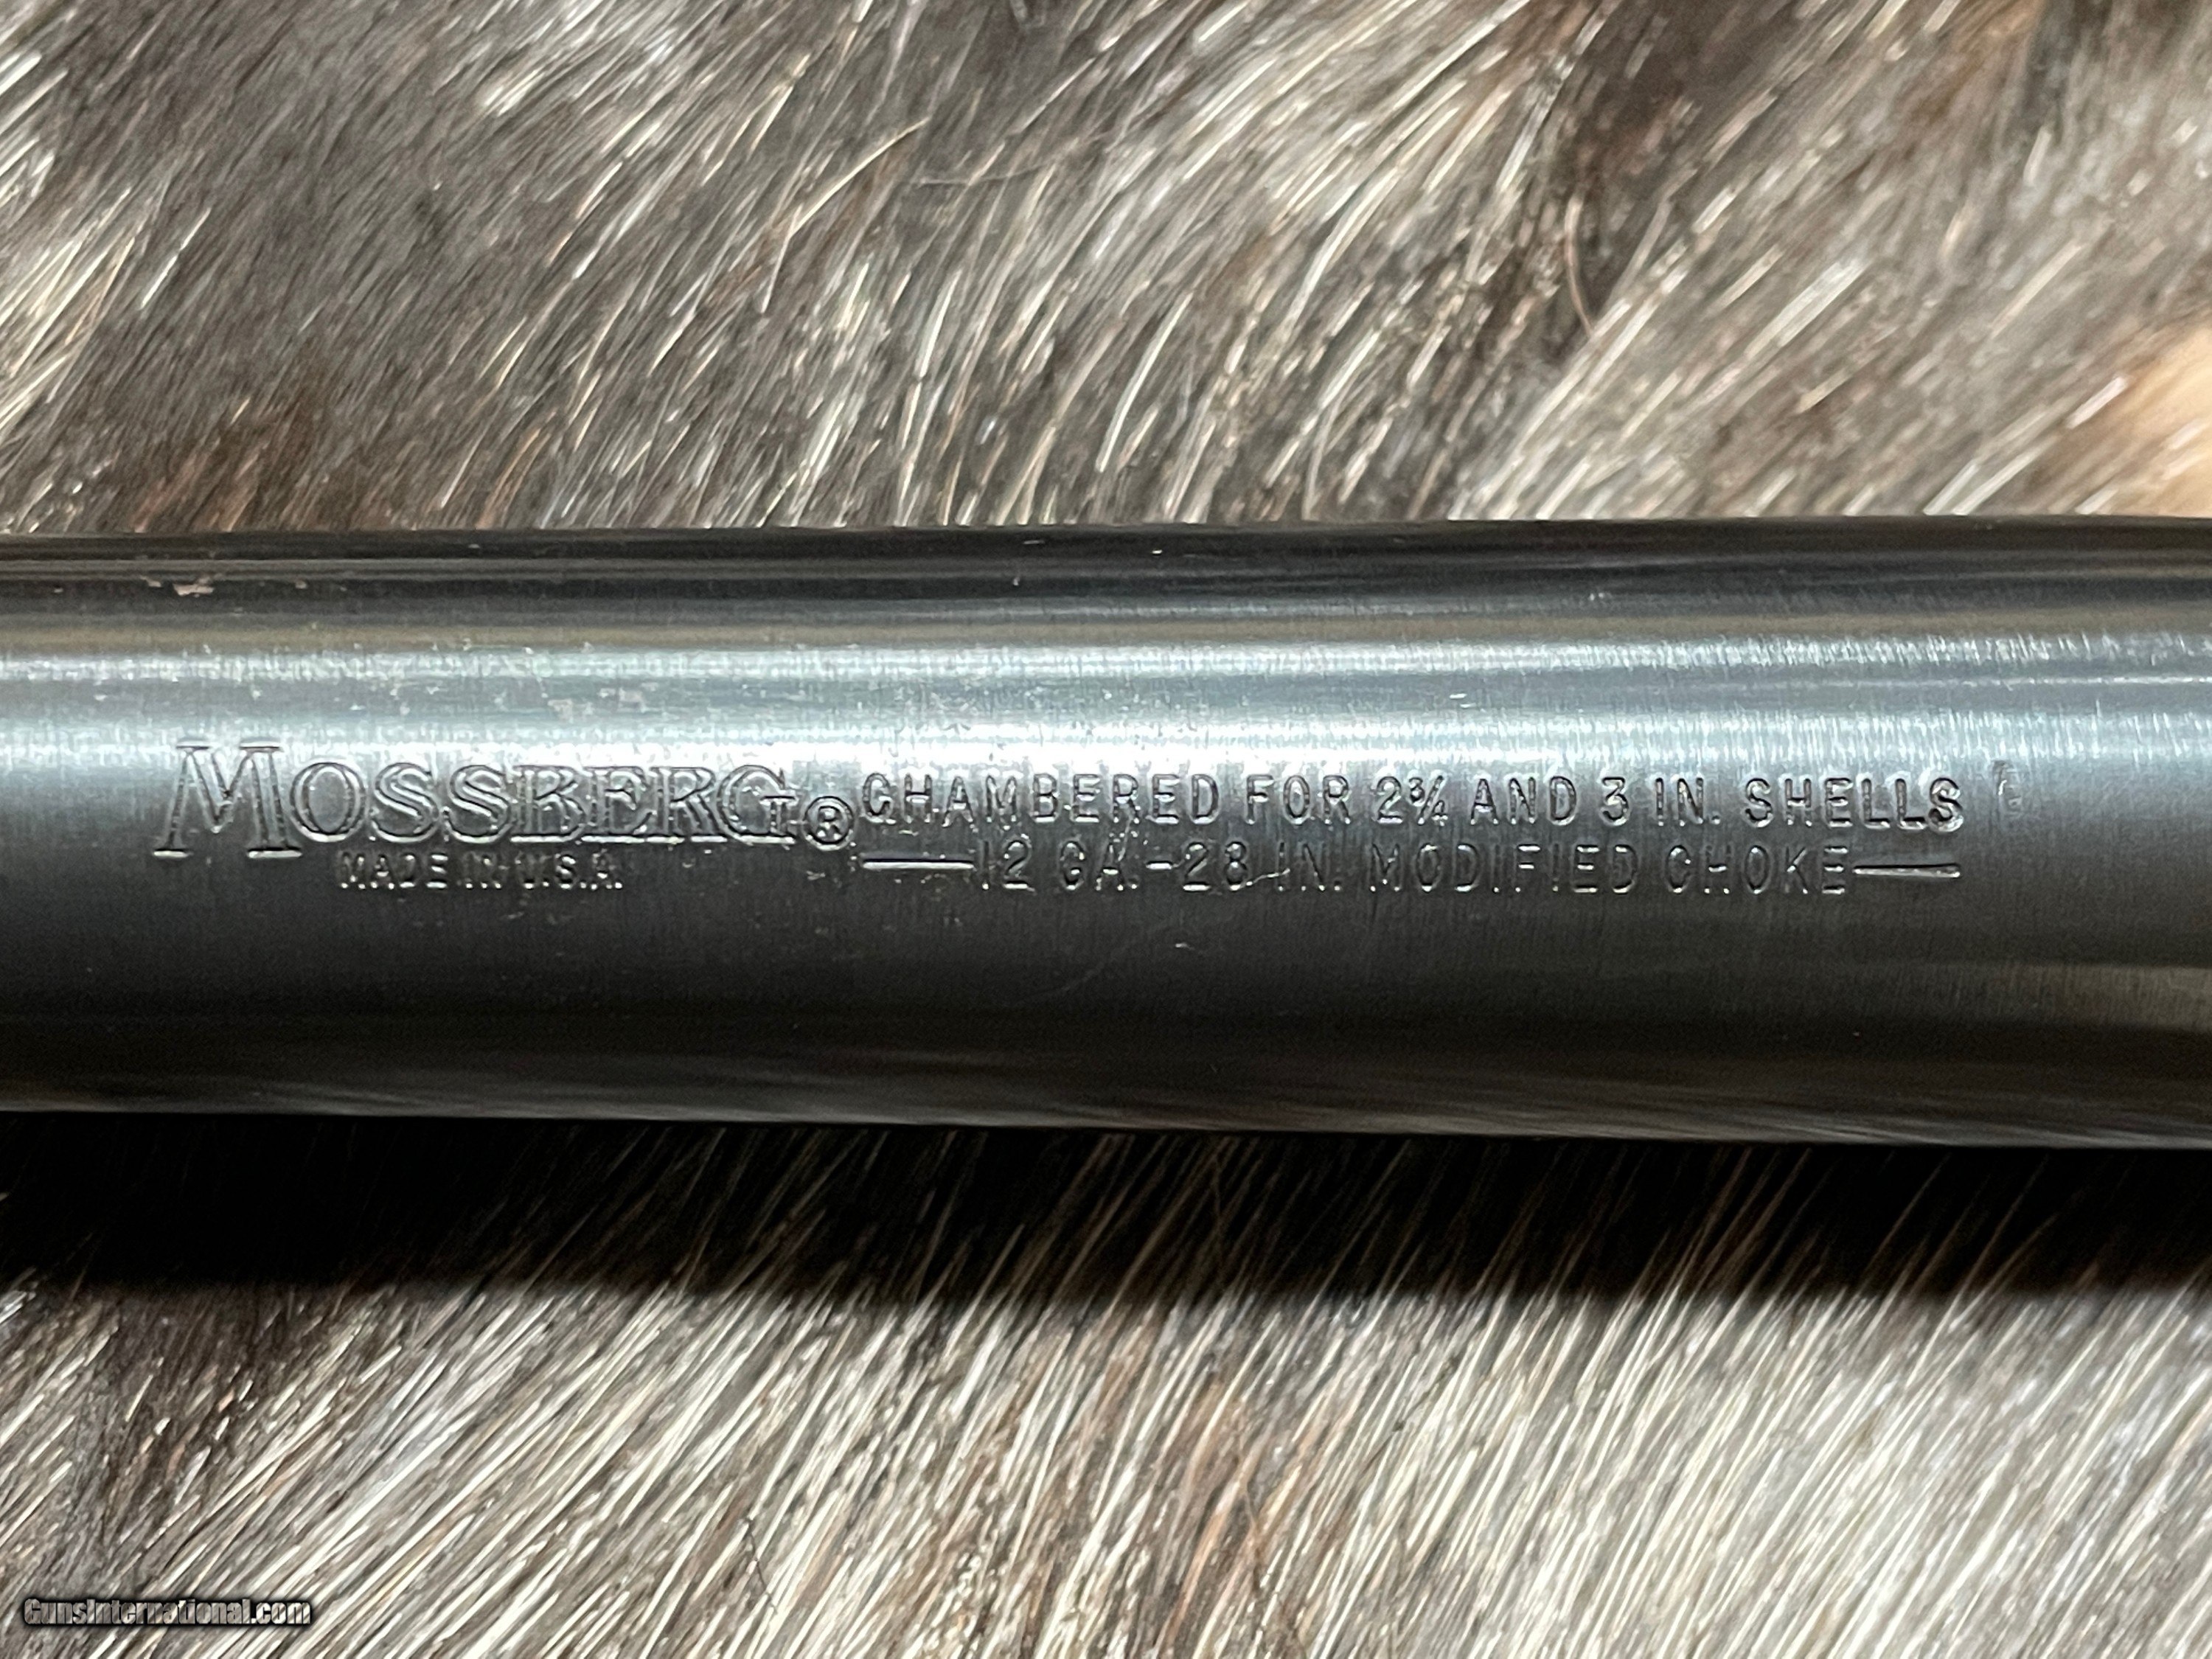 MOSSBERG® CHAMBERED FOR 2¾ AND 3 IN. SHELLS
MADE IN U.S.A. —12 GA.-28 IN. MODIFIED CHOKE—
GunsInternational.com